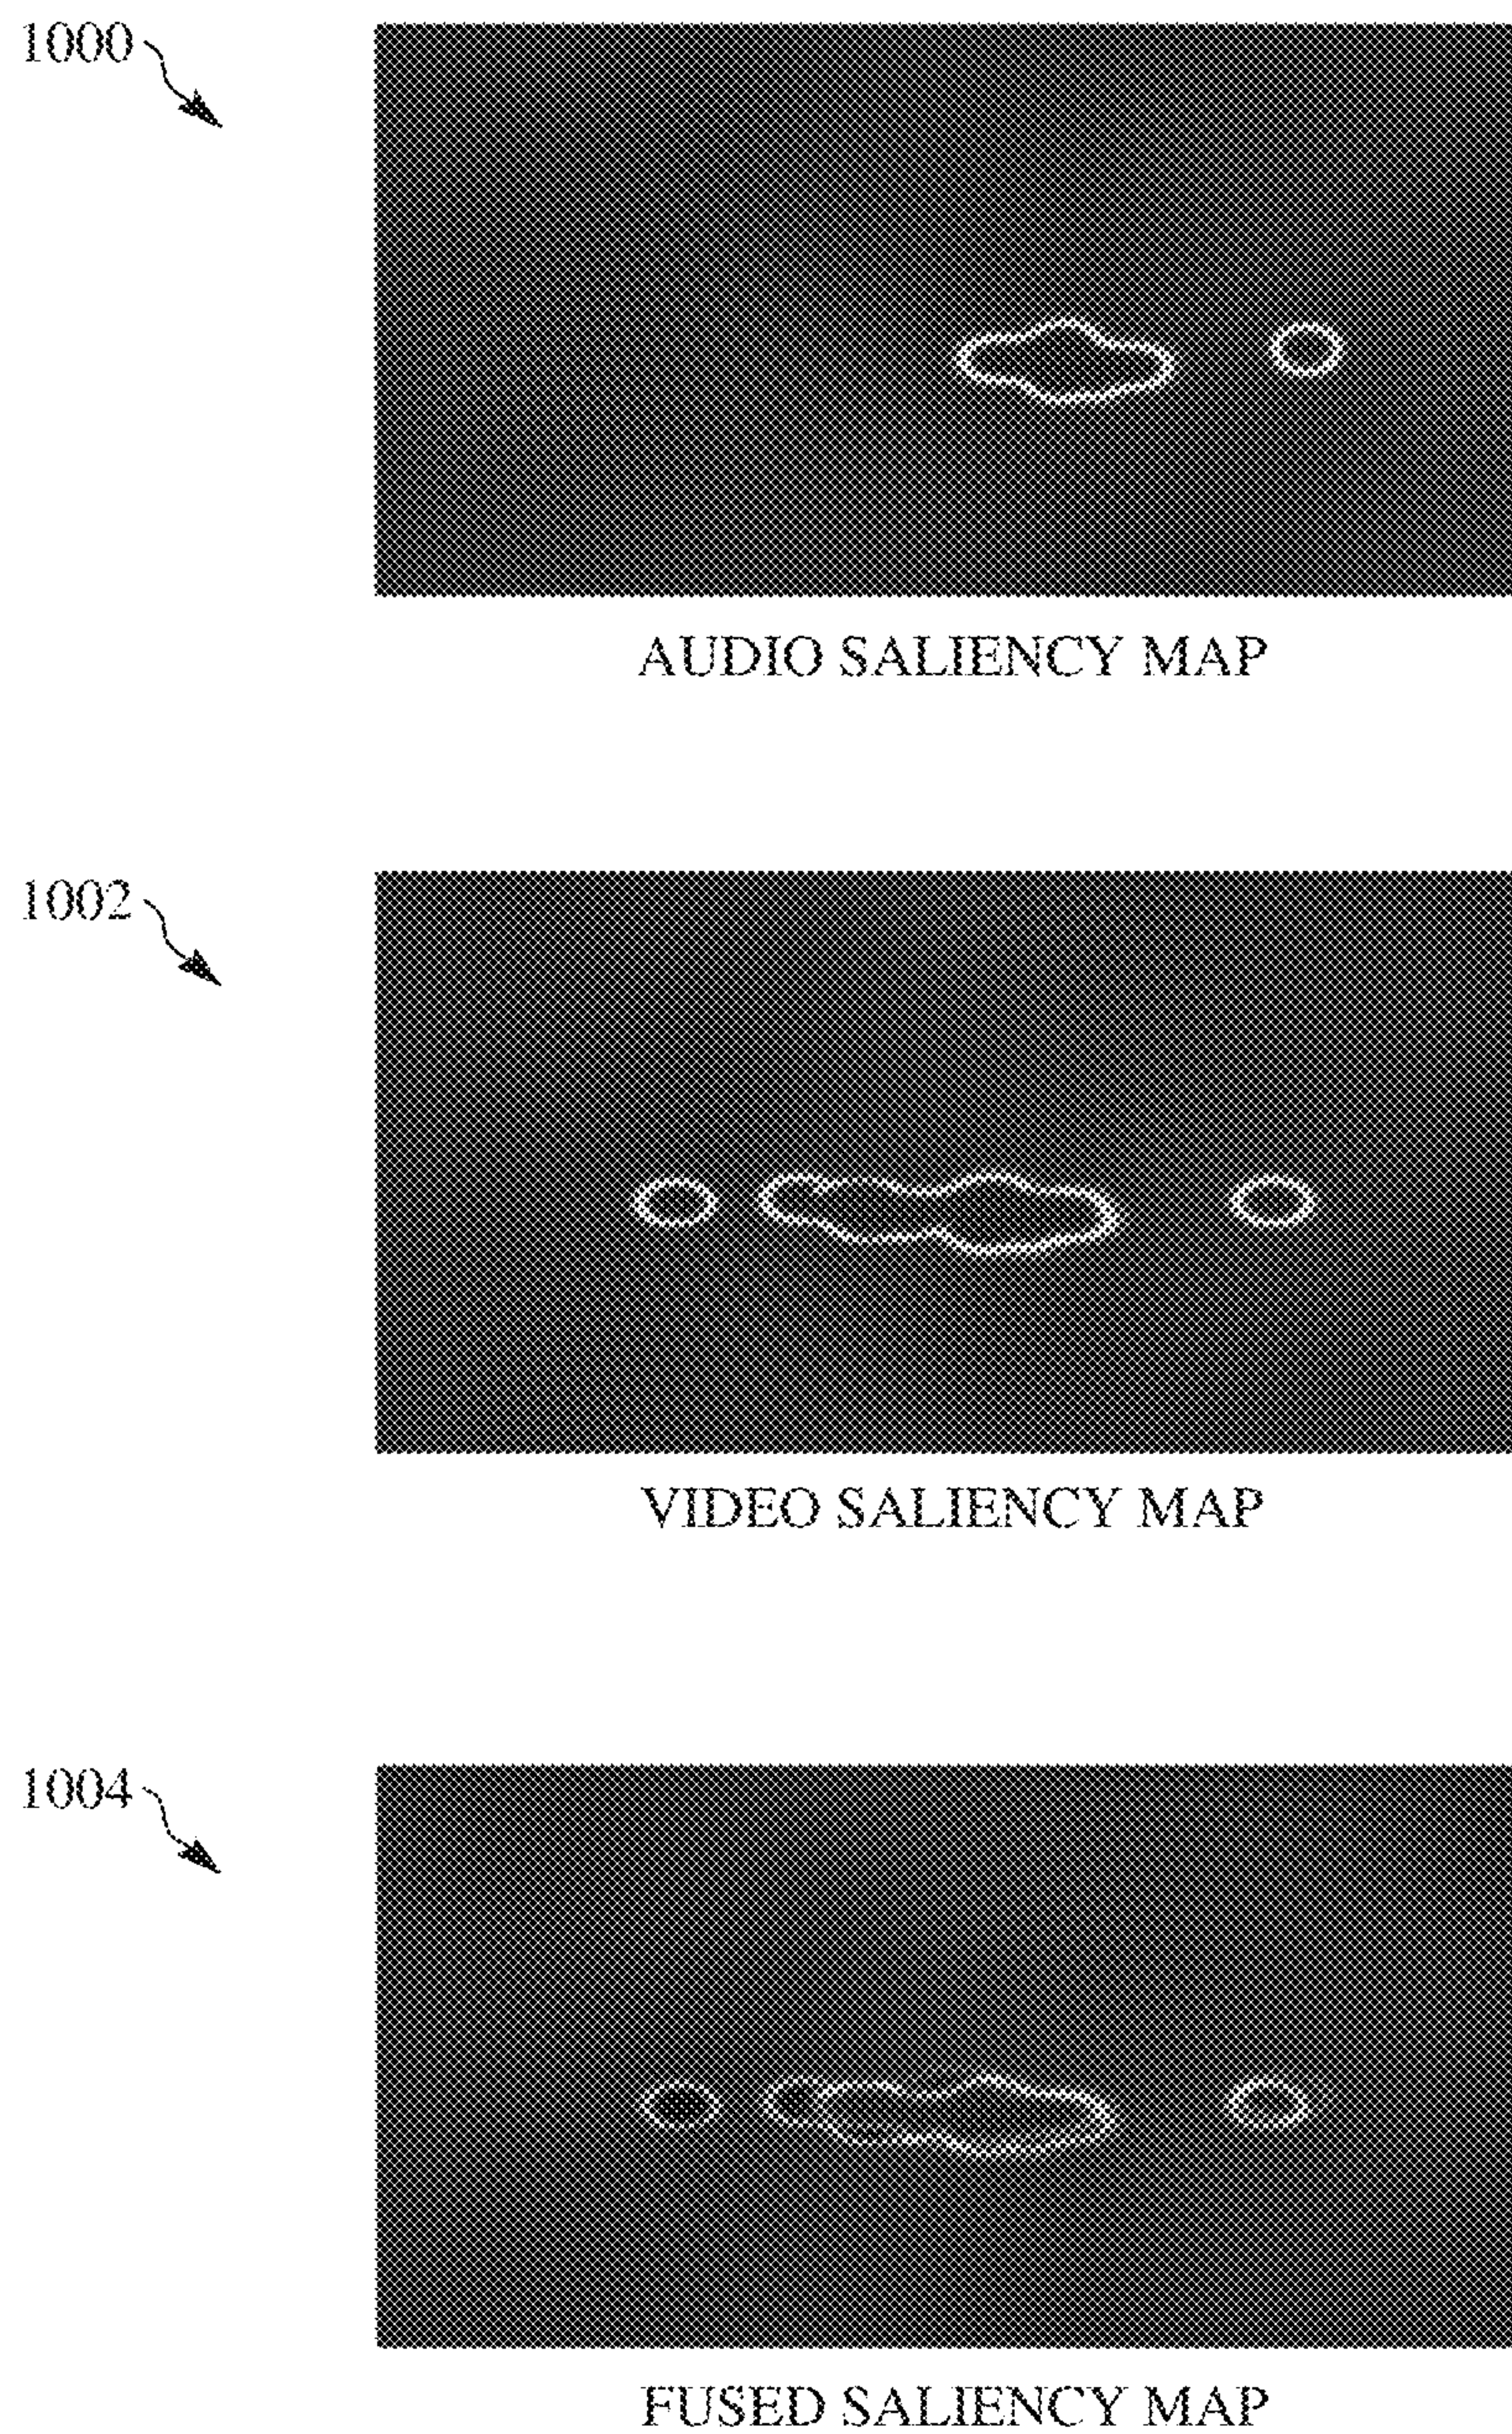 1000
AUDIO SALIENCY MAP
1002
VIDEO SALIENCY MAP
1004
FUSED SALIENCY MAP